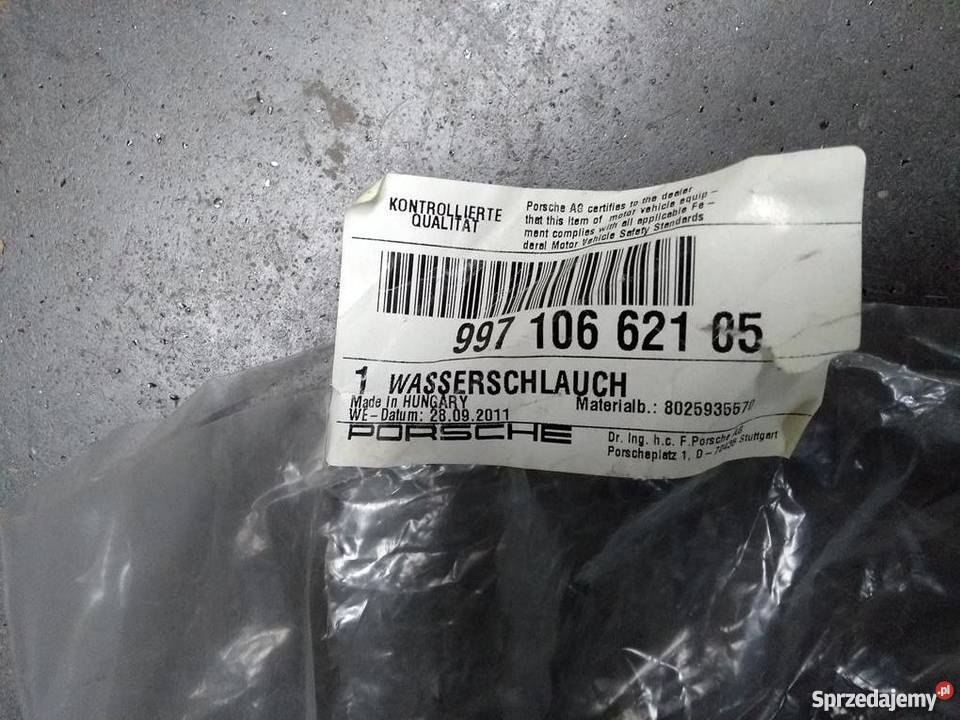 KONTROLLIERTE
QUALITÄT
Porsche AG certifies to the dealer
that this item of motor vehicle equip-
ment complies with all applicable Fe-
deral Motor Vehicle Safety Standards
997 106 621 05
1 WASSERSCHLAUCH
Made in HUNGARY
Materialb.: 8025935570
WE-Datum: 28.09.2011
PORSCHE
Dr. Ing. h.c. F.Porsche AG
Porscheplatz 1, D- Stuttgart
Sprzedajemy.pl